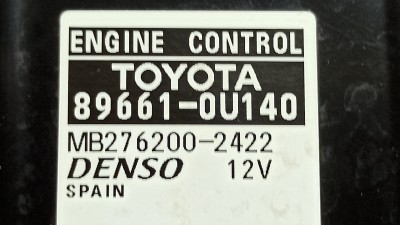 ENGINE CONTROL
TOYOTA
89661-0U140
MB276200-2422
DENSO 12V
SPAIN